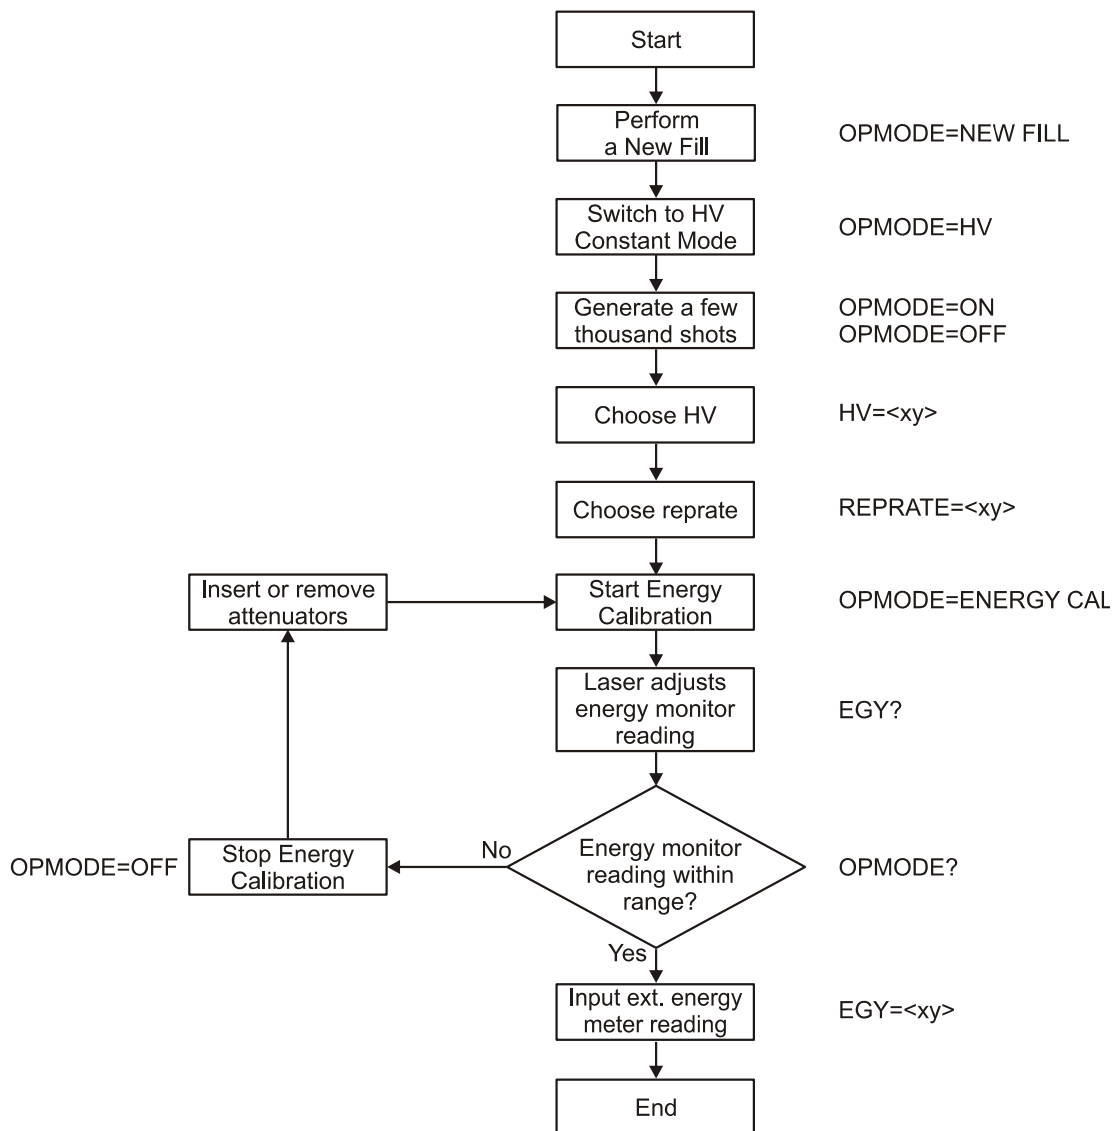 Start
Perform
a New Fill
OPMODE=NEW FILL
Switch to HV
Constant Mode
OPMODE=HV
Generate a few
thousand shots
OPMODE=ON
OPMODE=OFF
Choose HV
HV=<xy>
Choose reprate
REPRATE=<xy>
Insert or remove
attenuators
Start Energy
Calibration
OPMODE=ENERGY CAL
Laser adjusts
energy monitor
reading
EGY?
OPMODE=OFF
Stop Energy
Calibration
No
Energy monitor
reading within
range?
OPMODE?
Yes
Input ext. energy
meter reading
EGY=<xy>
End